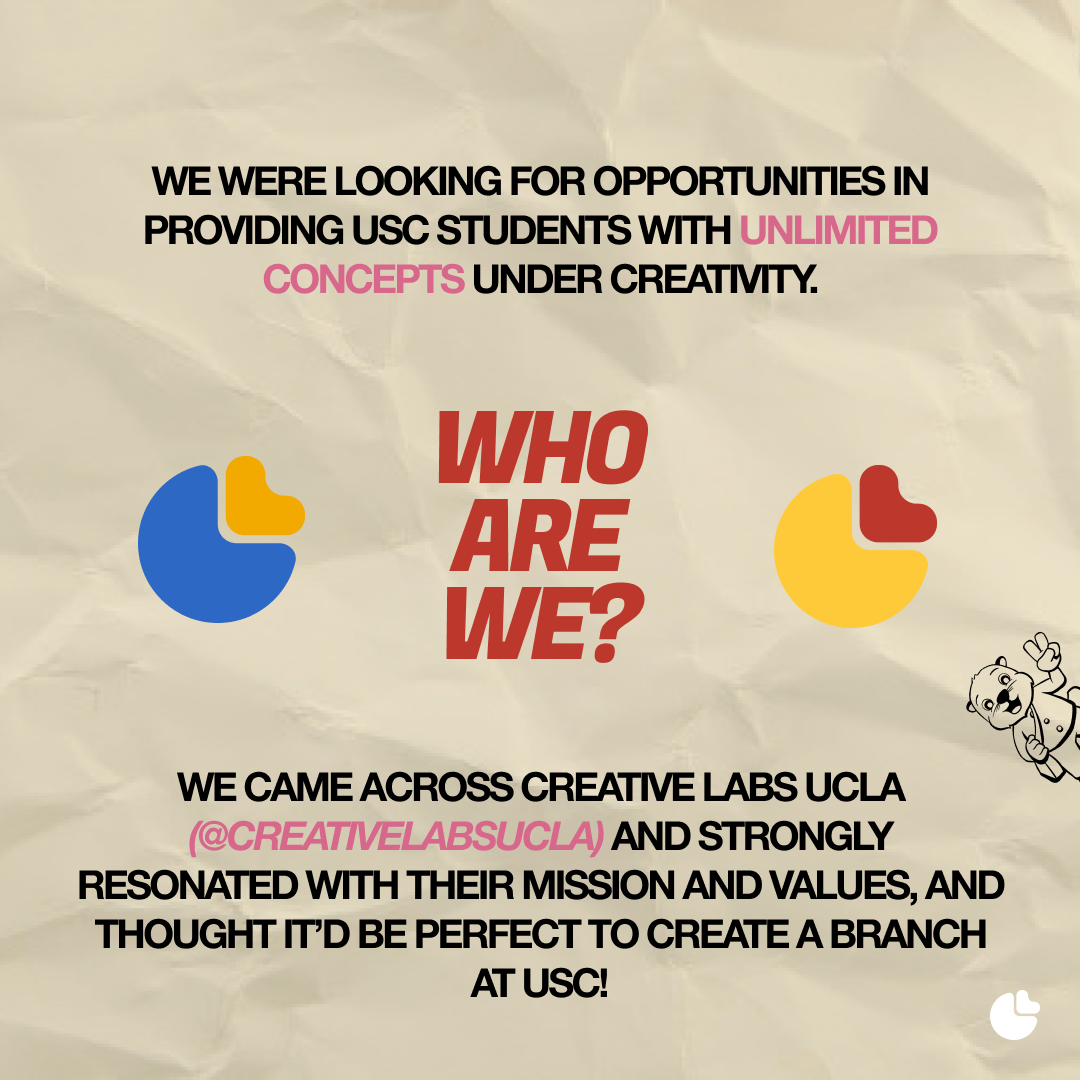 WE WERE LOOKING FOR OPPORTUNITIES IN
PROVIDING USC STUDENTS WITH UNLIMITED
CONCEPTS UNDER CREATIVITY.
WHO
ARE
WE?
WE CAME ACROSS CREATIVE LABS UCLA
(@CREATIVELABSUCLA) AND STRONGLY
RESONATED WITH THEIR MISSION AND VALUES, AND
THOUGHT IT’D BE PERFECT TO CREATE A BRANCH
AT USC!